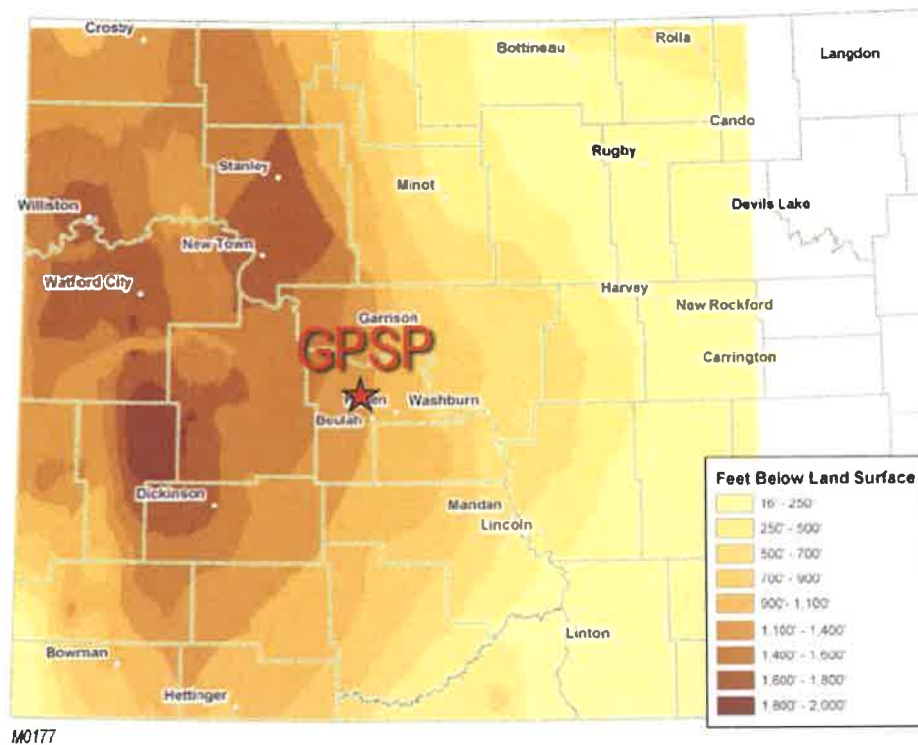 Crosby
Bottineau
Rolla
Langdon
Cando
Rugby
Stanley
Minot
Williston
Devils Lake
New Town
Watford City
Harvey
New Rockford
Garrison
GPSP
Carrington
Washburn
Beulah
Dickinson
Mandan
Lincoln
Linton
Bowman
Hettinger
Feet Below Land Surface
16' - 250'
250' - 500'
500' - 700'
700' - 900'
900' - 1,100'
1,100' - 1,400'
1,400' - 1,600'
1,600' - 1,800'
1,800' - 2,000'
M0177